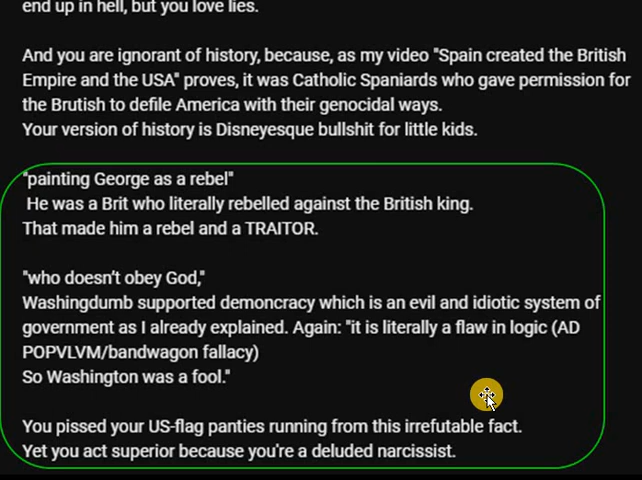 end up in hell, but you love lies.
And you are ignorant of history, because, as my video "Spain created the British
Empire and the USA" proves, it was Catholic Spaniards who gave permission for
the Brutish to defile America with their genocidal ways.
Your version of history is Disneyesque bullshit for little kids.
"painting George as a rebel"
He was a Brit who literally rebelled against the British king.
That made him a rebel and a TRAITOR.
"who doesn't obey God,"
Washingdumb supported demoncracy which is an evil and idiotic system of
government as I already explained. Again: "it is literally a flaw in logic (AD
POPVLVM/bandwagon fallacy)
So Washington was a fool."
You pissed your US-flag panties running from this irrefutable fact.
Yet you act superior because you're a deluded narcissist.